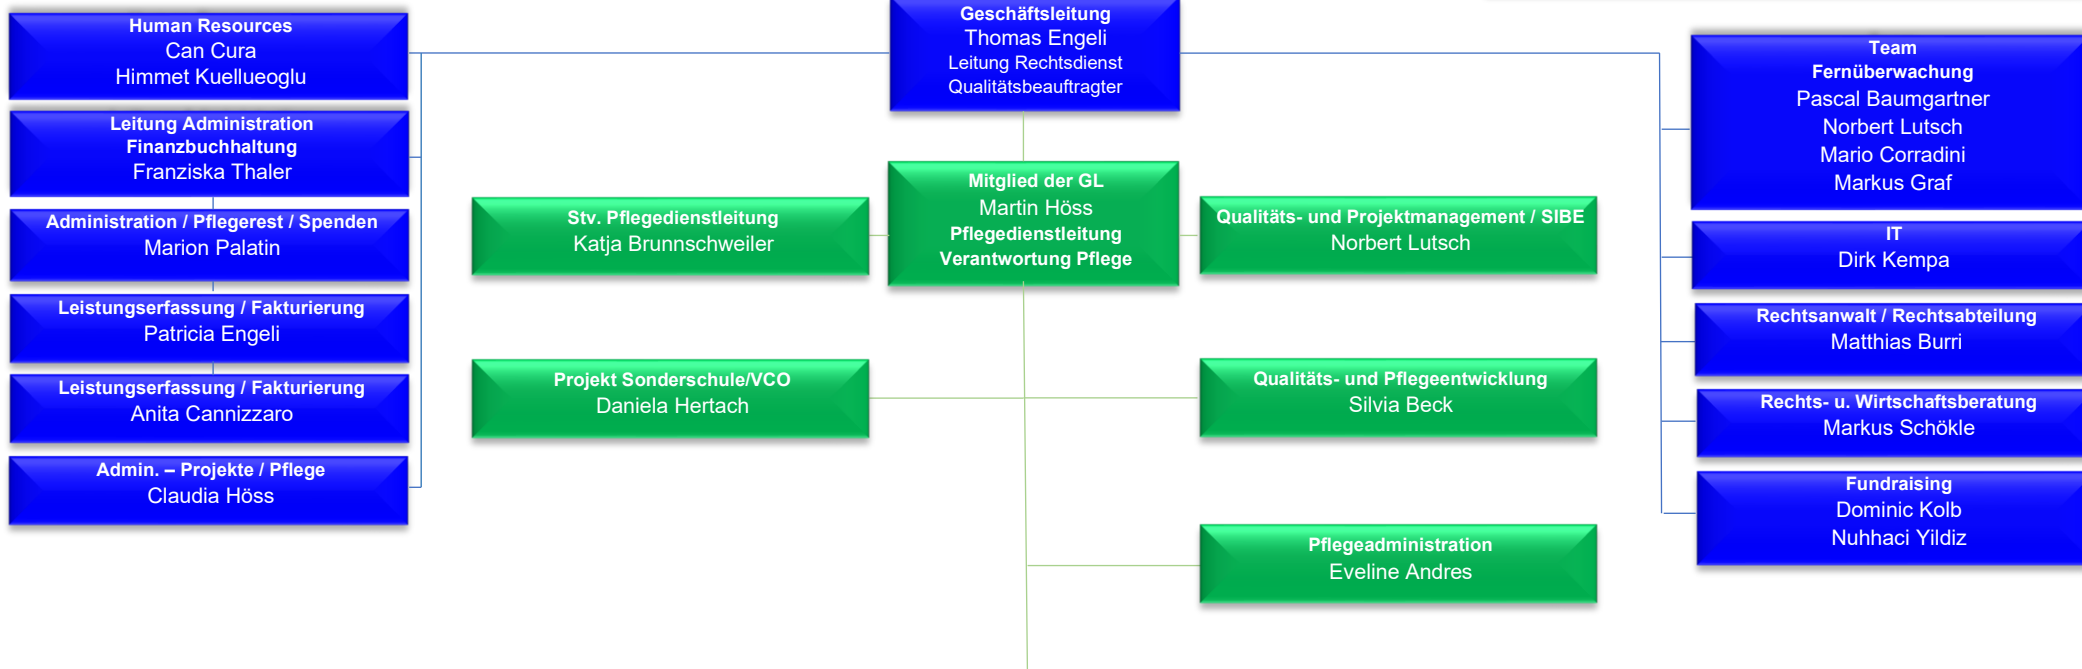 Human Resources
Can Cura
Himmet Kuellueoglu
Leitung Administration
Finanzbuchhaltung
Franziska Thaler
Administration / Pflegerest / Spenden
Marion Palatin
Leistungserfassung / Fakturierung
Patricia Engeli
Leistungserfassung / Fakturierung
Anita Cannizzaro
Admin. – Projekte / Pflege
Claudia Höss
Geschäftsleitung
Thomas Engeli
Leitung Rechtsdienst
Qualitätsbeauftragter
Mitglied der GL
Martin Höss
Pflegedienstleitung
Verantwortung Pflege
Stv. Pflegedienstleitung
Katja Brunnschweiler
Qualitäts- und Projektmanagement / SIBE
Norbert Lutsch
Projekt Sonderschule/VCO
Daniela Hertach
Qualitäts- und Pflegeentwicklung
Silvia Beck
Pflegeadministration
Eveline Andres
Team
Fernüberwachung
Pascal Baumgartner
Norbert Lutsch
Mario Corradini
Markus Graf
IT
Dirk Kempa
Rechtsanwalt / Rechtsabteilung
Matthias Burri
Rechts- u. Wirtschaftsberatung
Markus Schökle
Fundraising
Dominic Kolb
Nuhhaci Yildiz